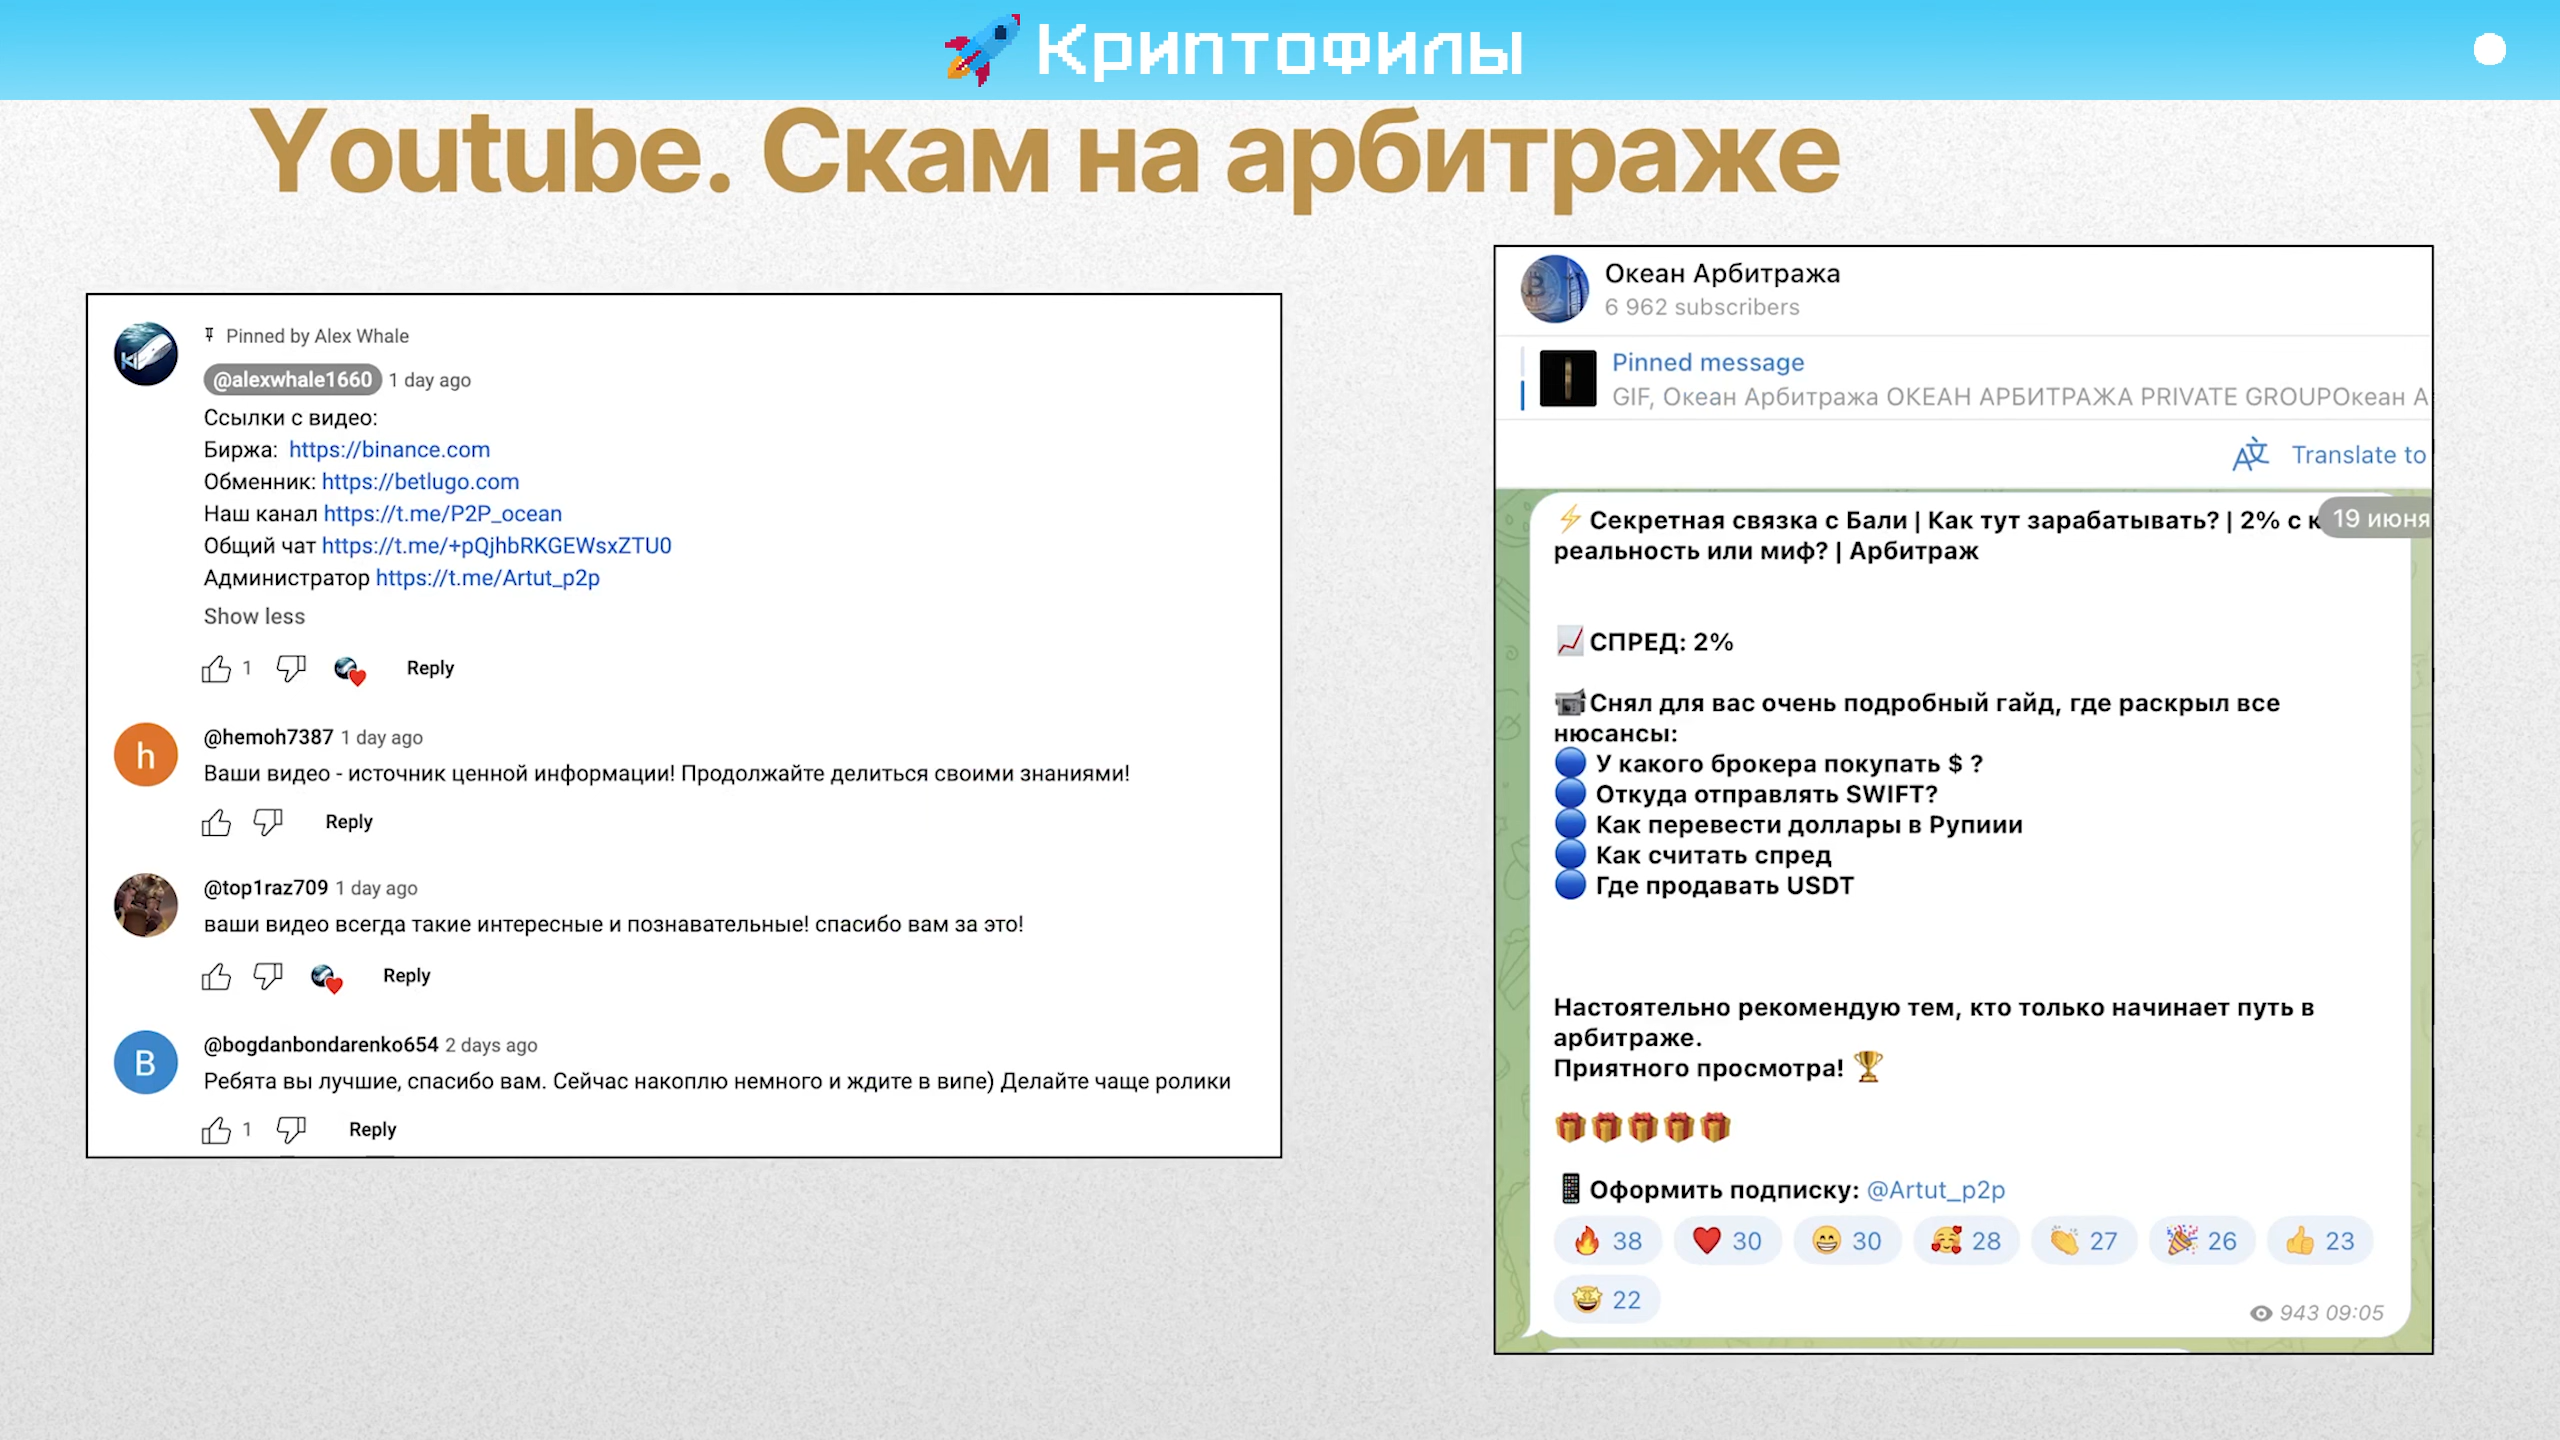 Криптофилы
Youtube. Скам на арбитраже
Pinned by Alex Whale
@alexwhale1660 1 day ago
Ссылки с видео:
Биржа: https://binance.com
Обменник: https://betlugo.com
Наш канал https://t.me/P2P_ocean
Общий чат https://t.me/+pQjhbRKGEWsxZTU0
Администратор https://t.me/Artut_p2p
Show less
1 Reply
@hemoh7387 1 day ago
Ваши видео - источник ценной информации! Продолжайте делиться своими знаниями!
Reply
@top1raz709 1 day ago
ваши видео всегда такие интересные и познавательные! спасибо вам за это!
Reply
@bogdanbondarenko654 2 days ago
Ребята вы лучшие, спасибо вам. Сейчас накоплю немного и ждите в випе) Делайте чаще ролики
1 Reply
Океан Арбитража
6 962 subscribers
Pinned message
GIF, Океан Арбитража ОКЕАН АРБИТРАЖА PRIVATE GROUPОкеан А
Translate to
⚡Секретная связка с Бали | Как тут зарабатывать? | 2% с к 19 июня
реальность или миф? | Арбитраж
📈СПРЕД: 2%
📹Снял для вас очень подробный гайд, где раскрыл все
нюсансы:
🔵 У какого брокера покупать $ ?
🔵 Откуда отправлять SWIFT?
🔵 Как перевести доллары в Рупиии
🔵 Как считать спред
🔵 Где продавать USDT
Настоятельно рекомендую тем, кто только начинает путь в
арбитраже.
Приятного просмотра! 🏆
🎁🎁🎁🎁🎁
📱Оформить подписку: @Artut_p2p
🔥 38 ❤️ 30 😁 30 🥰 28 👏 27 🎉 26 👍 23
🤩 22
943 09:05